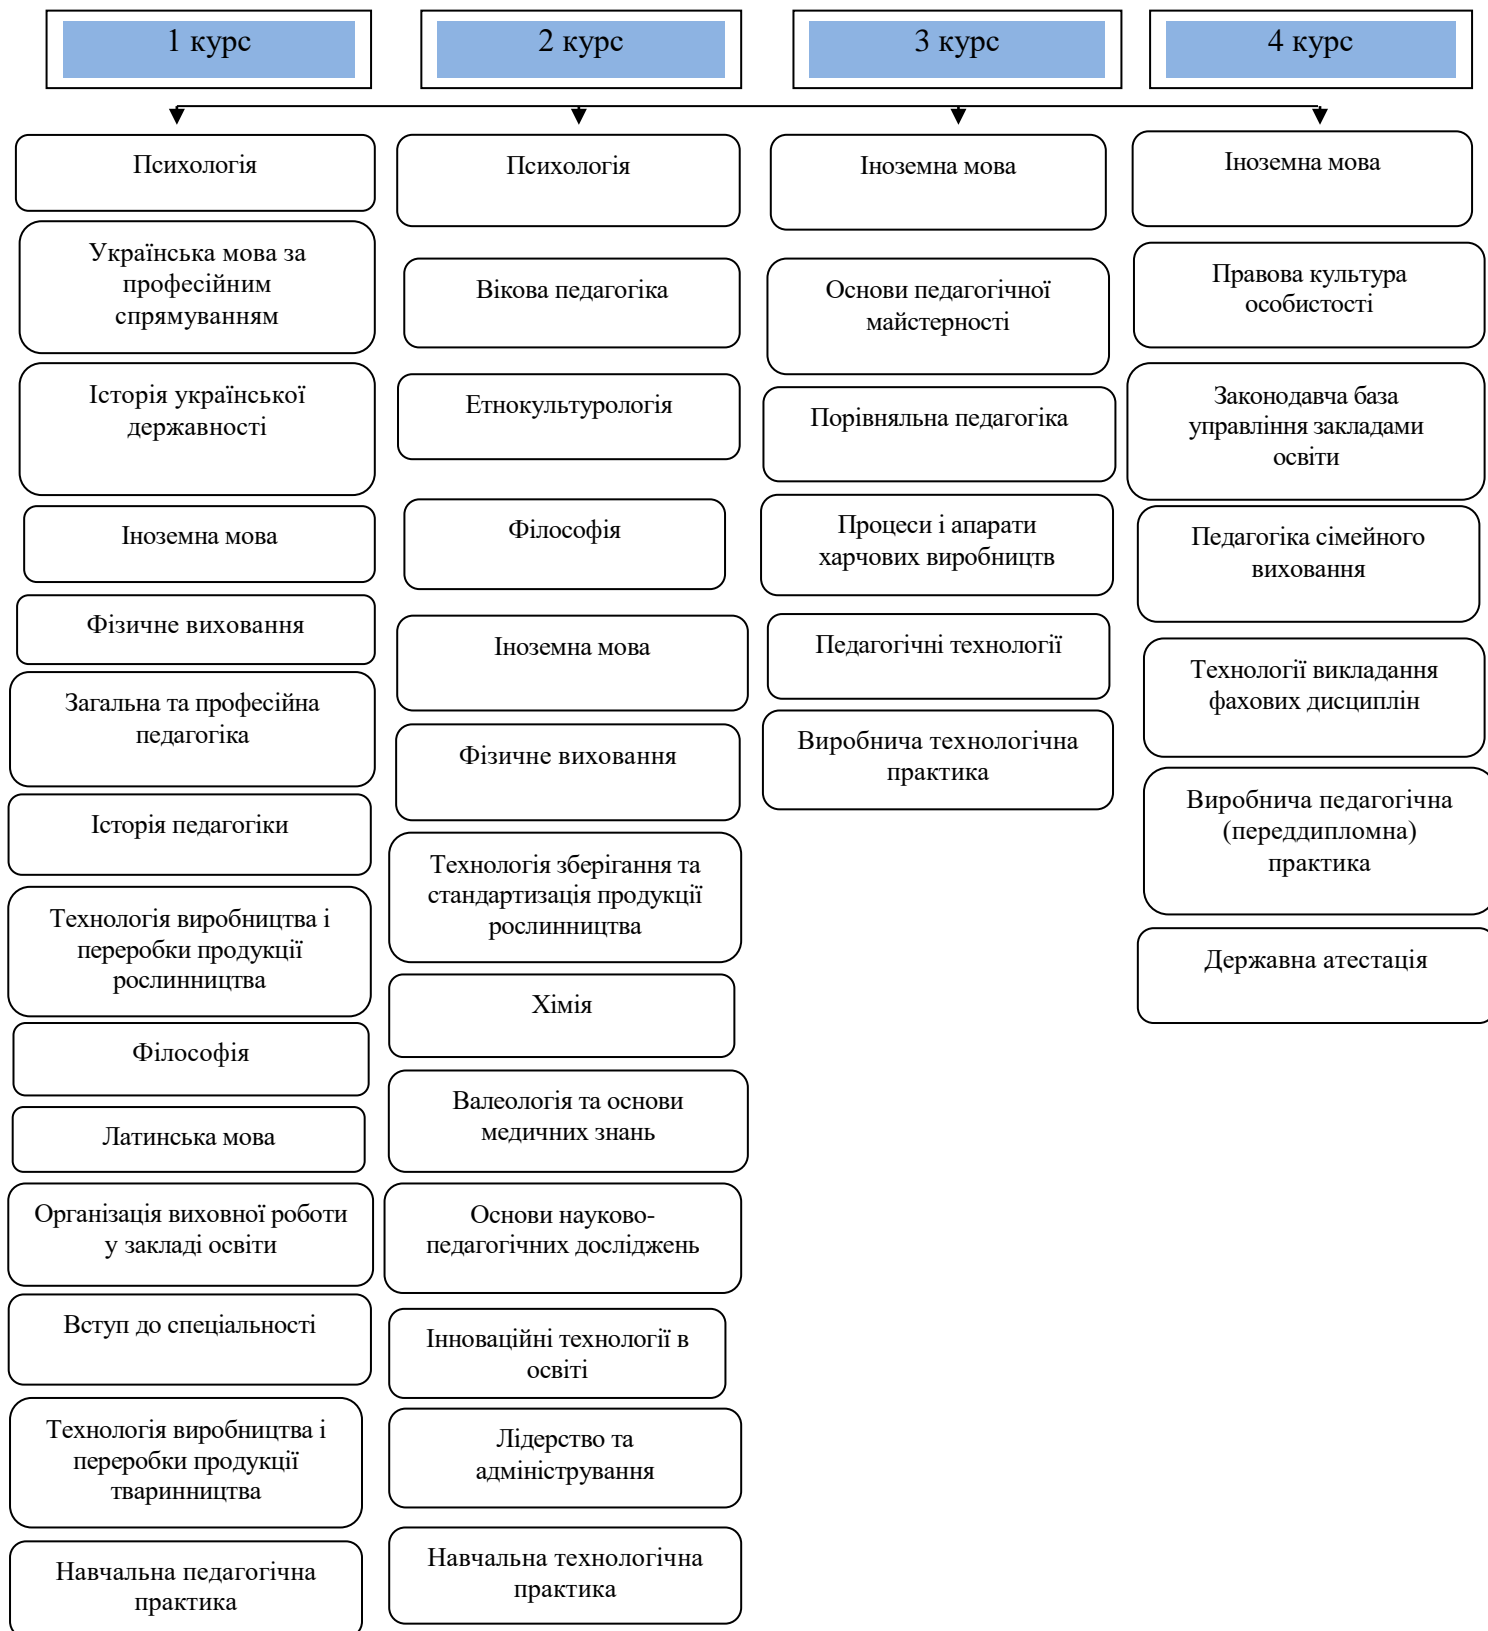 1 курс
2 курс
3 курс
4 курс
Психологія
Українська мова за
професійним
спрямуванням
Історія української
державності
Іноземна мова
Фізичне виховання
Загальна та професійна
педагогіка
Історія педагогіки
Технологія виробництва і
переробки продукції
рослинництва
Філософія
Латинська мова
Організація виховної роботи
у закладі освіти
Вступ до спеціальності
Технологія виробництва і
переробки продукції
тваринництва
Навчальна педагогічна
практика
Психологія
Вікова педагогіка
Етнокультурологія
Філософія
Іноземна мова
Фізичне виховання
Технологія зберігання та
стандартизація продукції
рослинництва
Хімія
Валеологія та основи
медичних знань
Основи науково-
педагогічних досліджень
Інноваційні технології в
освіті
Лідерство та
адміністрування
Навчальна технологічна
практика
Іноземна мова
Основи педагогічної
майстерності
Порівняльна педагогіка
Процеси і апарати
харчових виробництв
Педагогічні технології
Виробнича технологічна
практика
Іноземна мова
Правова культура
особистості
Законодавча база
управління закладами
освіти
Педагогіка сімейного
виховання
Технології викладання
фахових дисциплін
Виробнича педагогічна
(переддипломна)
практика
Державна атестація